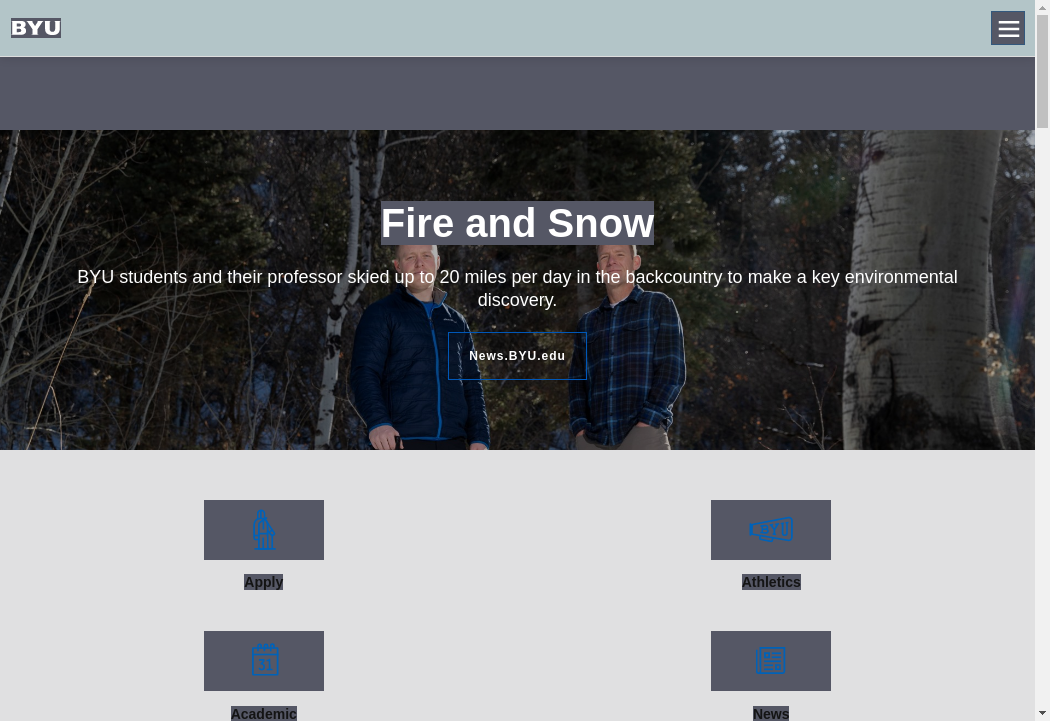 BYU
Fire and Snow
BYU students and their professor skied up to 20 miles per day in the backcountry to make a key environmental
discovery.
News.BYU.edu
BYU
Apply
Athletics
31
Academic
News